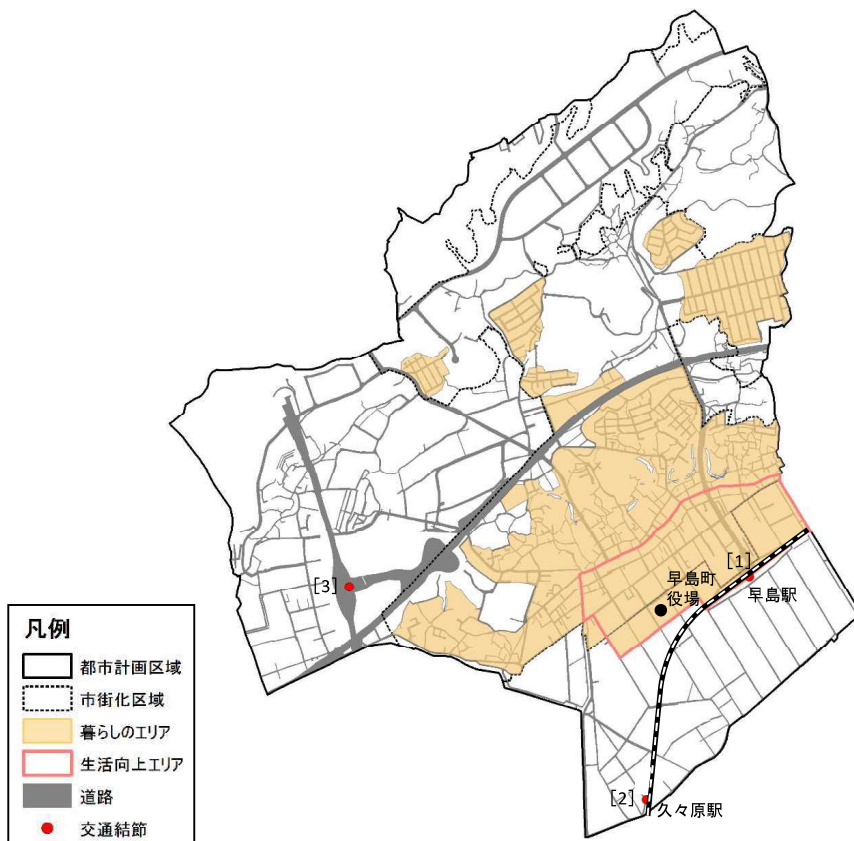 [1]
早島町
役場
早島駅
[3]
[2]
久々原駅
凡例
都市計画区域
市街化区域
暮らしのエリア
生活向上エリア
道路
交通結節